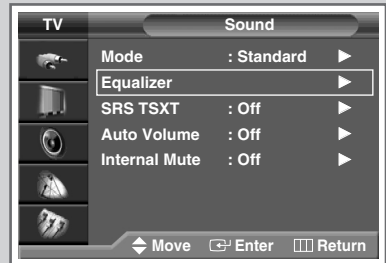 TV Sound
Mode : Standard ▶
Equalizer ▶
SRS TSXT : Off ▶
Auto Volume : Off ▶
Internal Mute : Off ▶
Move Enter Return